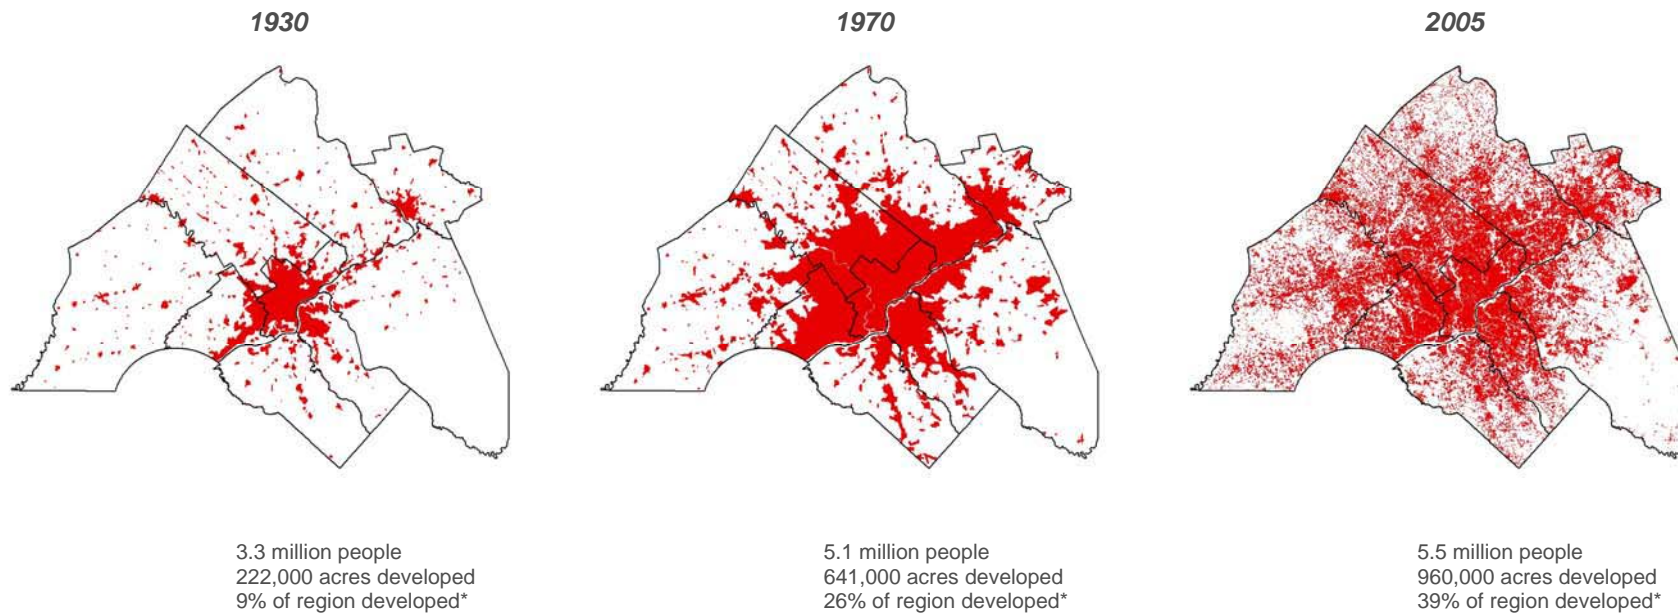 1930
1970
2005
3.3 million people
222,000 acres developed
9% of region developed*
5.1 million people
641,000 acres developed
26% of region developed*
5.5 million people
960,000 acres developed
39% of region developed*